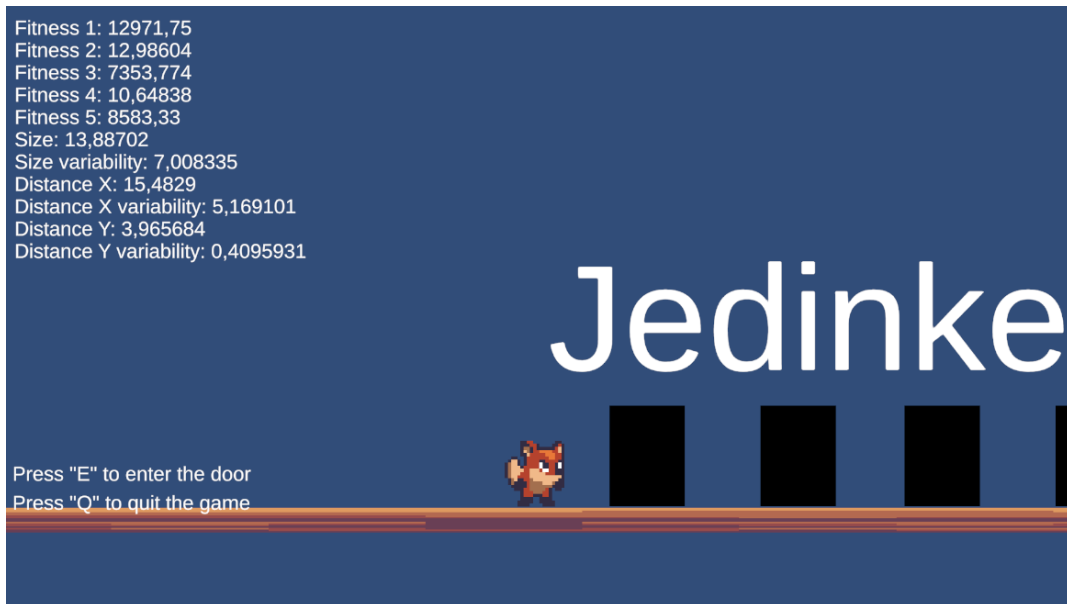 Fitness 1: 12971,75
Fitness 2: 12,98604
Fitness 3: 7353,774
Fitness 4: 10,64838
Fitness 5: 8583,33
Size: 13,88702
Size variability: 7,008335
Distance X: 15,4829
Distance X variability: 5,169101
Distance Y: 3,965684
Distance Y variability: 0,4095931
Jedinke
Press "E" to enter the door
Press "Q" to quit the game